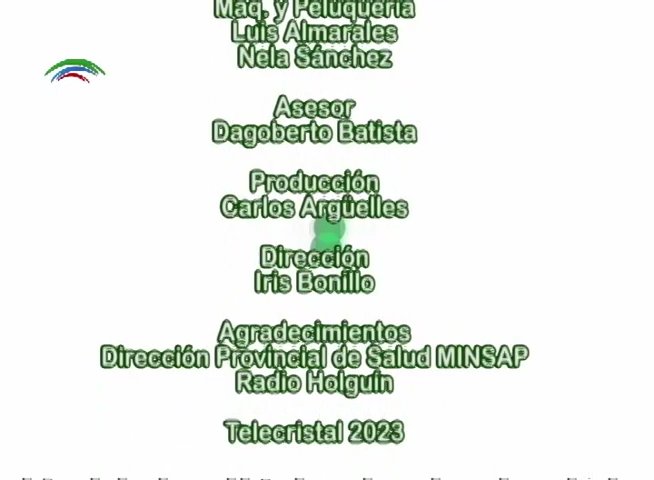 Maq. y Peluquería
Luis Almarales
Nela Sánchez
Asesor
Dagoberto Batista
Producción
Carlos Argüelles
Dirección
Iris Bonillo
Agradecimientos
Dirección Provincial de Salud MINSAP
Radio Holguín
Telecristal 2023